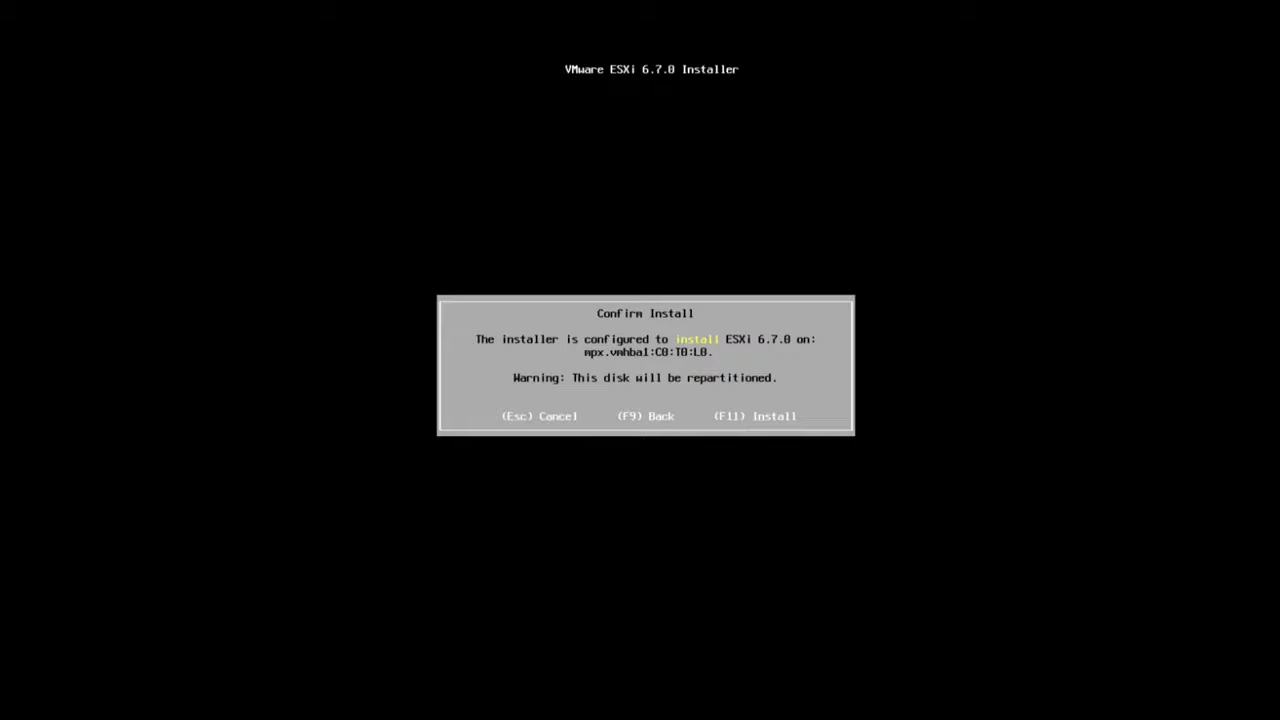 VMware ESXi 6.7.0 Installer
Confirm Install
The installer is configured to install ESXi 6.7.0 on:
mpx.vmhba1:C0:T0:L0.
Warning: This disk will be repartitioned.
(Esc) Cancel (F9) Back (F11) Install